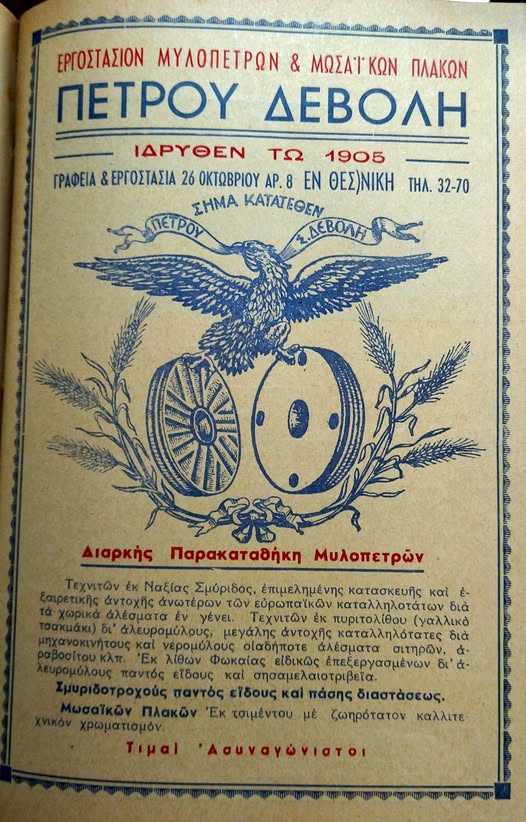 ΕΡΓΟΣΤΑΣΙΟΝ ΜΥΛΟΠΕΤΡΩΝ & ΜΩΣΑΪΚΩΝ ΠΛΑΚΩΝ
ΠΕΤΡΟΥ ΔΕΒΟΛΗ
ΙΔΡΥΘΕΝ ΤΩ 1905
ΓΡΑΦΕΙΑ & ΕΡΓΟΣΤΑΣΙΑ 26 ΟΚΤΩΒΡΙΟΥ ΑΡ. 8 ΕΝ ΘΕΣ)ΝΙΚΗ ΤΗΛ. 32-70
ΣΗΜΑ ΚΑΤΑΤΕΘΕΝ
ΠΕΤΡΟΥ Σ. ΔΕΒΟΛΗ
Διαρκής Παρακαταθήκη Μυλοπετρῶν
Τεχνιτῶν ἐκ Ναξίας Σμύριδος, ἐπιμελημένης κατασκευῆς καὶ ἐ-
ξαιρετικῆς ἀντοχῆς ἀνωτέρων τῶν εὐρωπαϊκῶν καταλληλοτάτων διὰ
τὰ χωρικὰ ἀλέσματα ἐν γένει. Τεχνιτῶν ἐκ πυριτολίθου (γαλλικὸ
τσακμάκι) δι' ἀλευρομύλους, μεγάλης ἀντοχῆς καταλληλότατες διὰ
μηχανοκινήτους καὶ νερομύλους οἱαδήποτε ἀλέσματα σιτηρῶν, ἀ-
ραβοσίτου κλπ. Ἐκ λίθων Φωκαίας εἰδικῶς ἐπεξεργασμένων δι' ἀ-
λευρομύλους παντὸς εἴδους καὶ σησαμελαιοτριβεῖα.
Σμυριδοτροχοὺς παντὸς εἴδους καὶ πάσης διαστάσεως.
Μωσαϊκῶν Πλακῶν Ἐκ τσιμέντου μὲ ζωηρότατον καλλιτε
χνικὸν χρωματισμόν.
Τιμαὶ Ἀσυναγώνιστοι